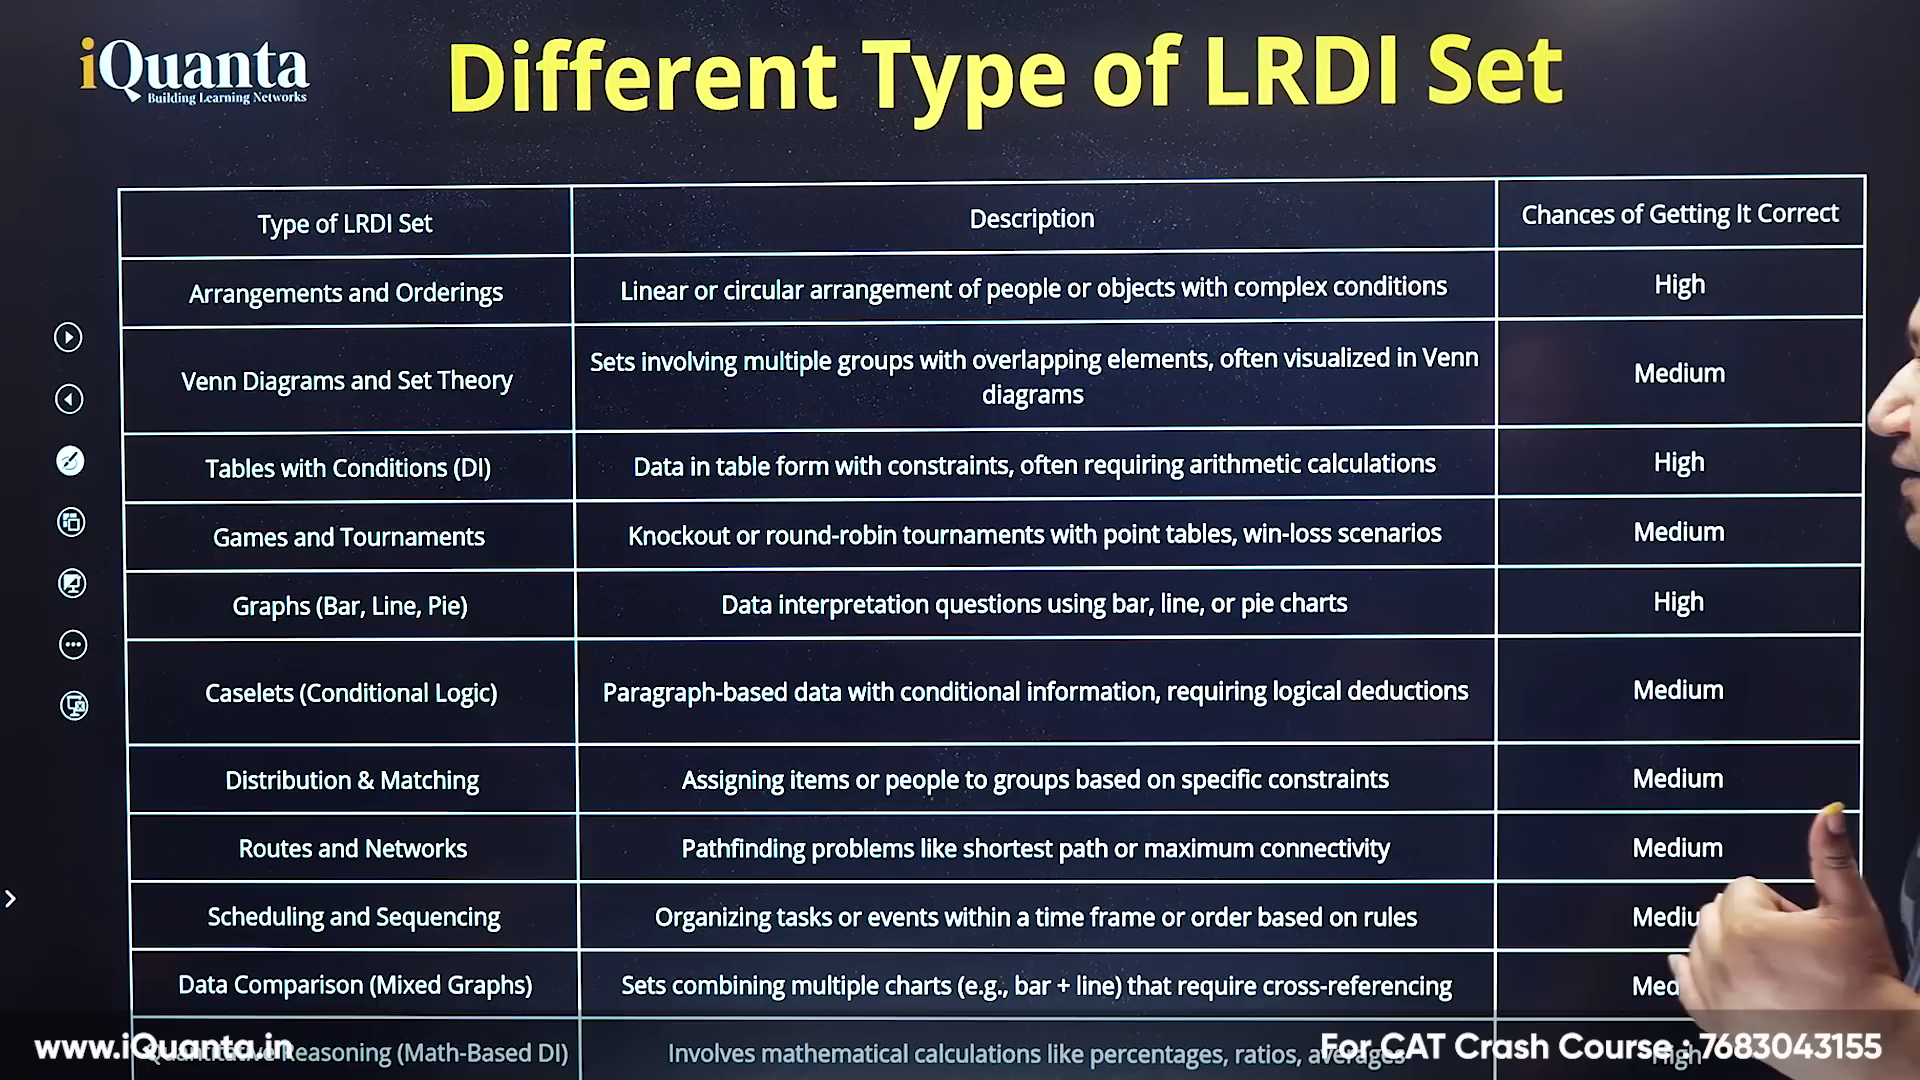 iQuanta
Building Learning Networks
Different Type of LRDI Set
Type of LRDI Set
Description
Chances of Getting It Correct
Arrangements and Orderings
Linear or circular arrangement of people or objects with complex conditions
High
Venn Diagrams and Set Theory
Sets involving multiple groups with overlapping elements, often visualized in Venn
diagrams
Medium
Tables with Conditions (DI)
Data in table form with constraints, often requiring arithmetic calculations
High
Games and Tournaments
Knockout or round-robin tournaments with point tables, win-loss scenarios
Medium
Graphs (Bar, Line, Pie)
Data interpretation questions using bar, line, or pie charts
High
Caselets (Conditional Logic)
Paragraph-based data with conditional information, requiring logical deductions
Medium
Distribution & Matching
Assigning items or people to groups based on specific constraints
Medium
Routes and Networks
Pathfinding problems like shortest path or maximum connectivity
Medium
Scheduling and Sequencing
Organizing tasks or events within a time frame or order based on rules
Mediu
Data Comparison (Mixed Graphs)
Sets combining multiple charts (e.g., bar + line) that require cross-referencing
Med
Quantitative Reasoning (Math-Based DI)
Involves mathematical calculations like percentages, ratios, averages
High
www.iQuanta.in
For CAT Crash Course : 7683043155